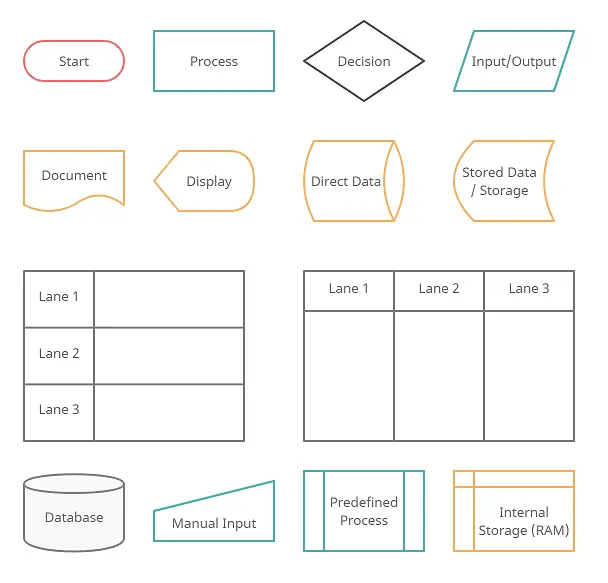 Start
Process
Decision
Input/Output
Document
Display
Direct Data
Stored Data
/ Storage
Lane 1
Lane 2
Lane 3
Lane 1
Lane 2
Lane 3
Database
Manual Input
Predefined
Process
Internal
Storage (RAM)